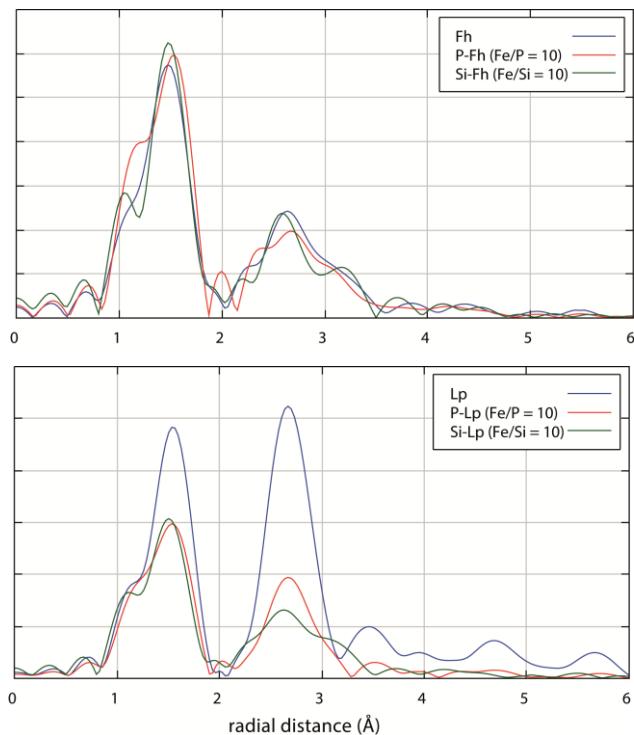 Fh
P-Fh (Fe/P = 10)
Si-Fh (Fe/Si = 10)
0 1 2 3 4 5 6
Lp
P-Lp (Fe/P = 10)
Si-Lp (Fe/Si = 10)
0 1 2 3 4 5 6
radial distance (Å)